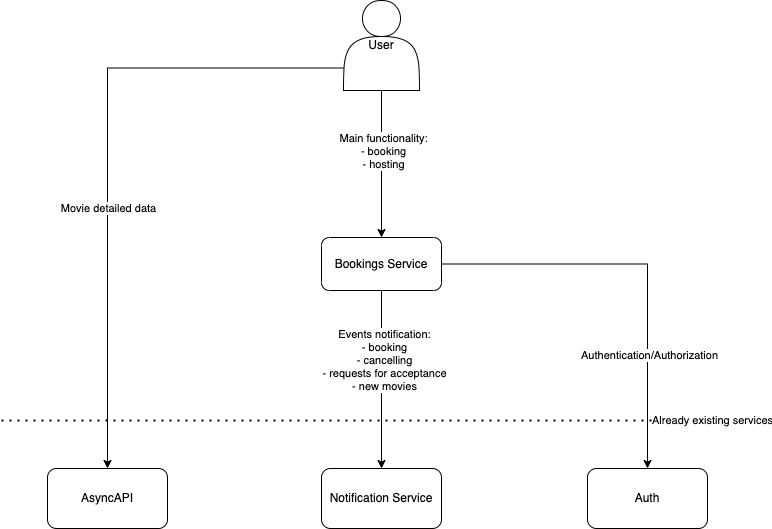 User
Main functionality:
- booking
- hosting
Movie detailed data
Bookings Service
Events notification:
- booking
- cancelling
- requests for acceptance
- new movies
Authentication/Authorization
Already existing services
AsyncAPI
Notification Service
Auth